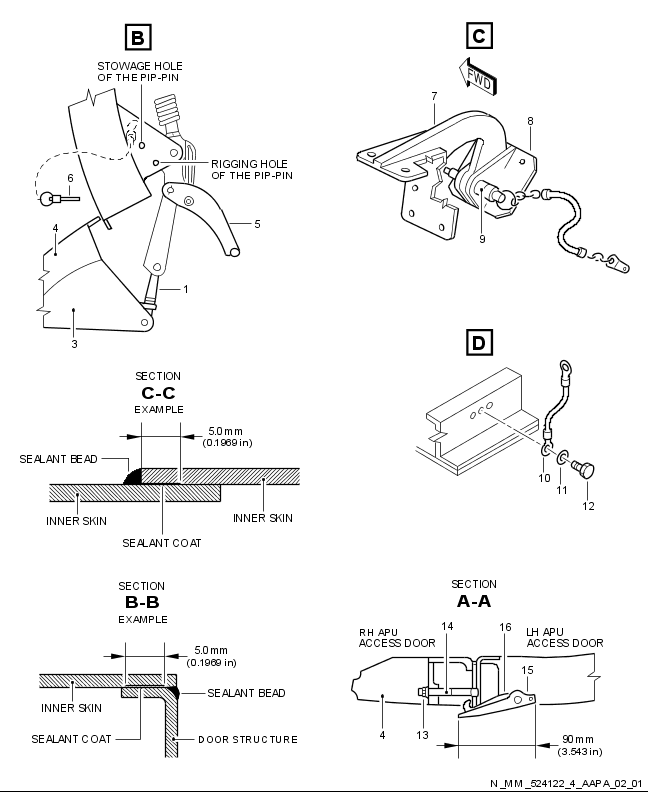 B
STOWAGE HOLE
OF THE PIP-PIN
RIGGING HOLE
OF THE PIP-PIN
6
4
5
1
3
C
FWD
7
8
9
D
10
11
12
SECTION
C-C
EXAMPLE
5.0 mm
(0.1969 in)
SEALANT BEAD
INNER SKIN
INNER SKIN
SEALANT COAT
SECTION
B-B
EXAMPLE
5.0 mm
(0.1969 in)
SEALANT BEAD
INNER SKIN
SEALANT COAT
DOOR STRUCTURE
SECTION
A-A
RH APU
ACCESS DOOR
14
16
LH APU
ACCESS DOOR
15
4
13
90 mm
(3.543 in)
N_MM_524122_4_AAPA_02_01